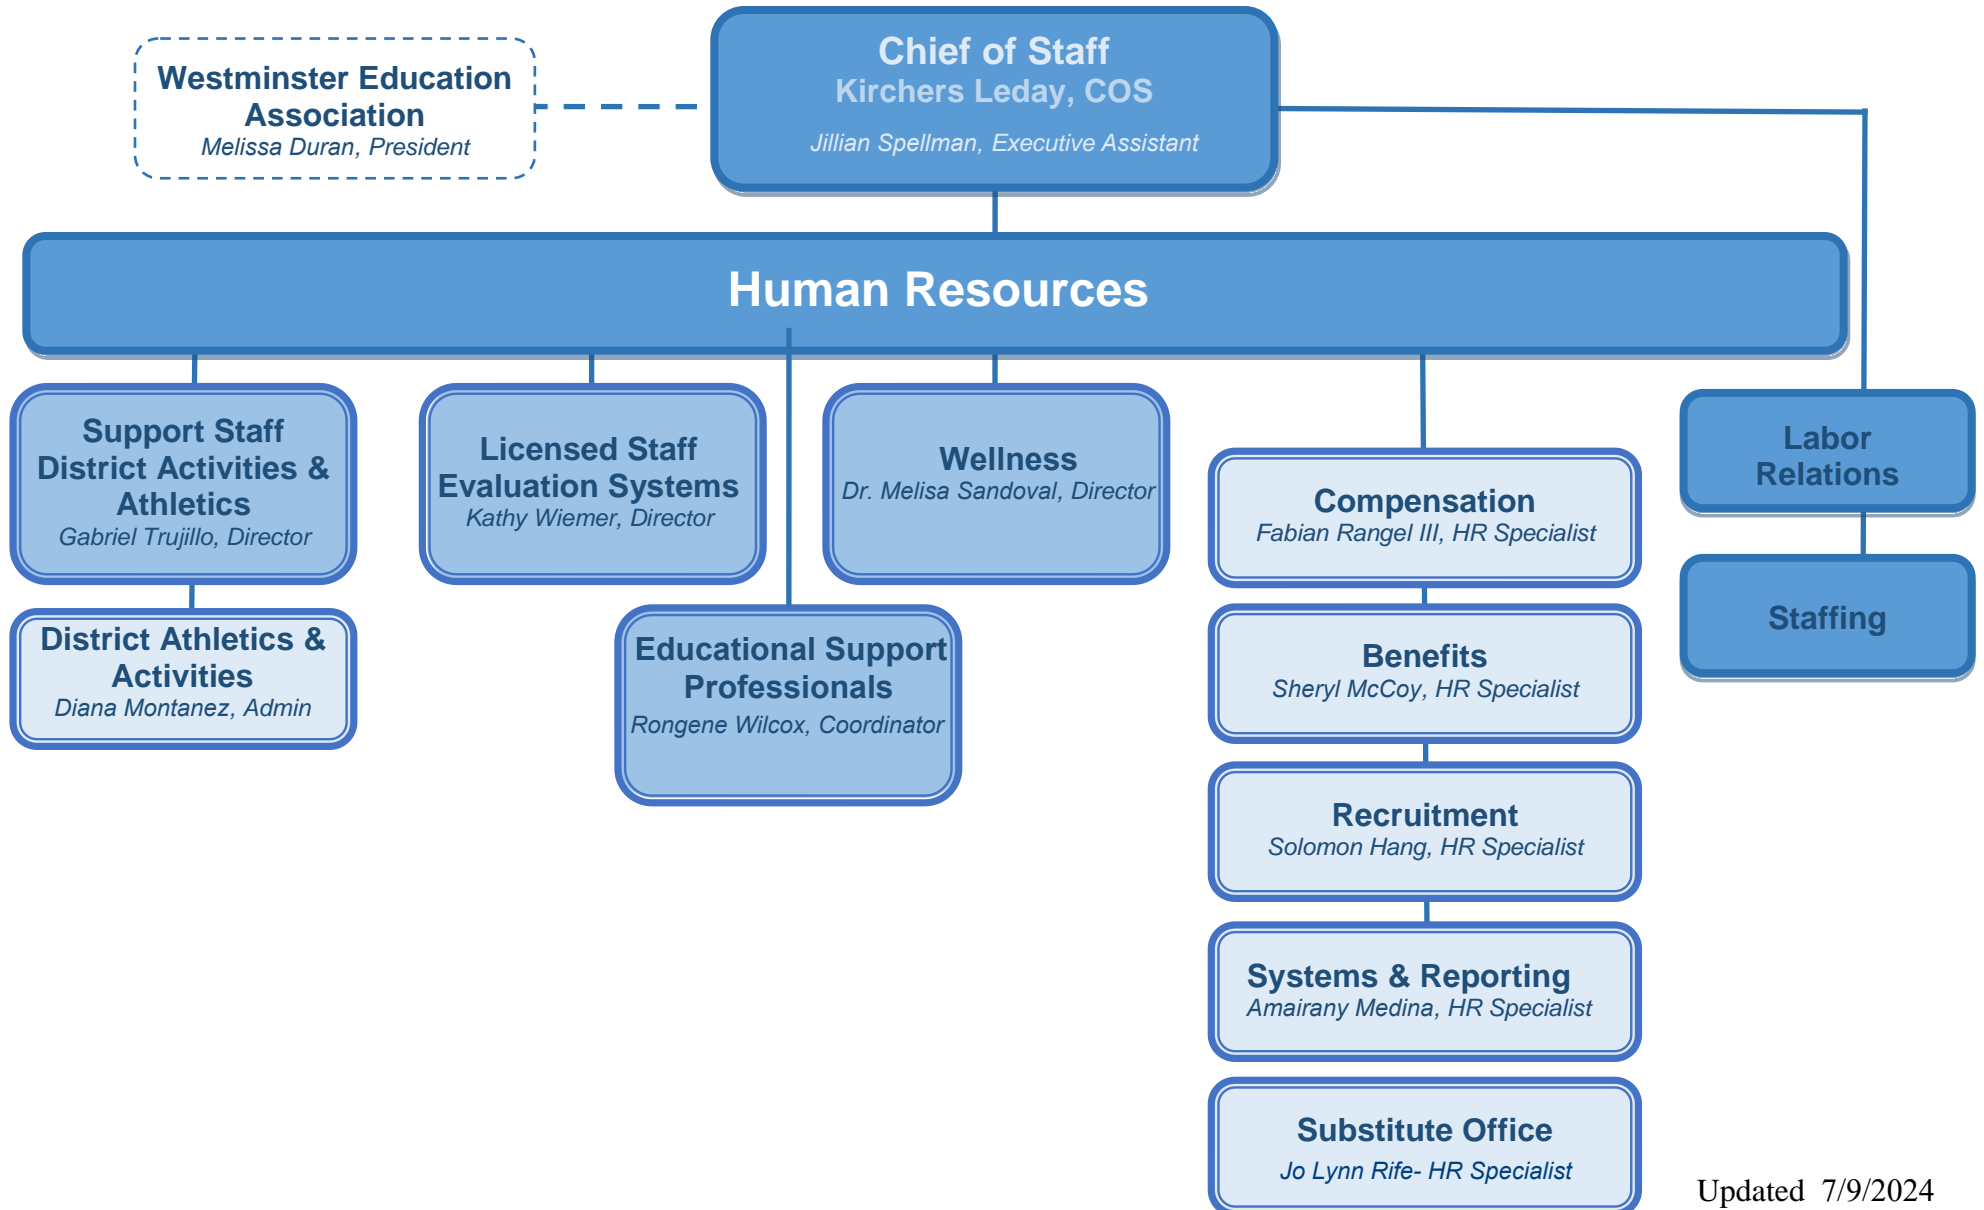 Chief of Staff
Kirchers Leday, COS
Jillian Spellman, Executive Assistant
Westminster Education
Association
Melissa Duran, President
Human Resources
Support Staff
District Activities &
Athletics
Gabriel Trujillo, Director
District Athletics &
Activities
Diana Montanez, Admin
Licensed Staff
Evaluation Systems
Kathy Wiemer, Director
Educational Support
Professionals
Rongene Wilcox, Coordinator
Wellness
Dr. Melisa Sandoval, Director
Compensation
Fabian Rangel III, HR Specialist
Benefits
Sheryl McCoy, HR Specialist
Recruitment
Solomon Hang, HR Specialist
Systems & Reporting
Amairany Medina, HR Specialist
Substitute Office
Jo Lynn Rife- HR Specialist
Labor
Relations
Staffing
Updated 7/9/2024